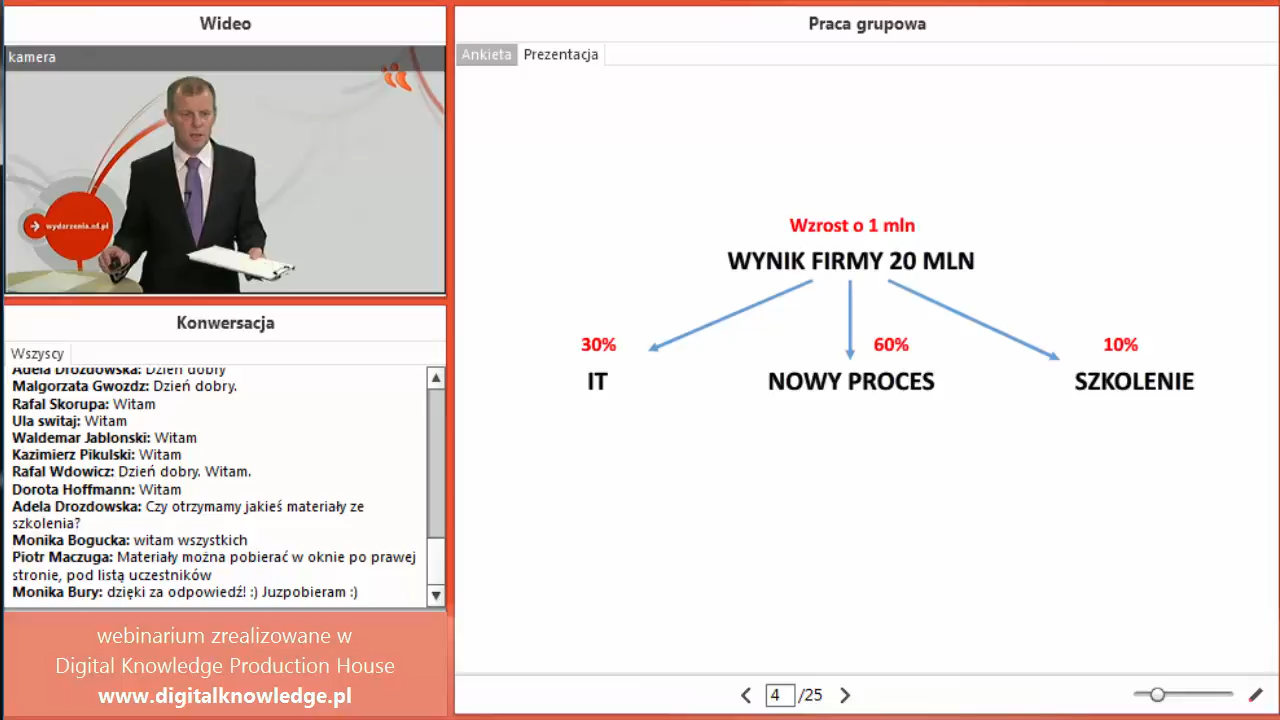 Wideo
kamera
wydarzenia.nf.pl
Konwersacja
Wszyscy
Adela Drozdowska: Dzień dobry
Malgorzata Gwozdz: Dzień dobry.
Rafal Skorupa: Witam
Ula switaj: Witam
Waldemar Jablonski: Witam
Kazimierz Pikulski: Witam
Rafal Wdowicz: Dzień dobry. Witam.
Dorota Hoffmann: Witam
Adela Drozdowska: Czy otrzymamy jakieś materiały ze
szkolenia?
Monika Bogucka: witam wszystkich
Piotr Maczuga: Materiały można pobierać w oknie po prawej
stronie, pod listą uczestników
Monika Bury: dzięki za odpowiedź! :) Juzpobieram :)
webinarium zrealizowane w
Digital Knowledge Production House
www.digitalknowledge.pl
Praca grupowa
Ankieta Prezentacja
Wzrost o 1 mln
WYNIK FIRMY 20 MLN
30% 60% 10%
IT NOWY PROCES SZKOLENIE
4 /25